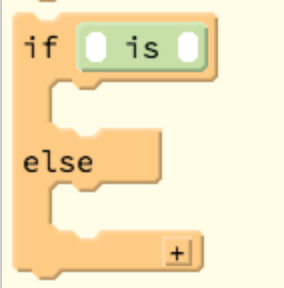 if is
else
+